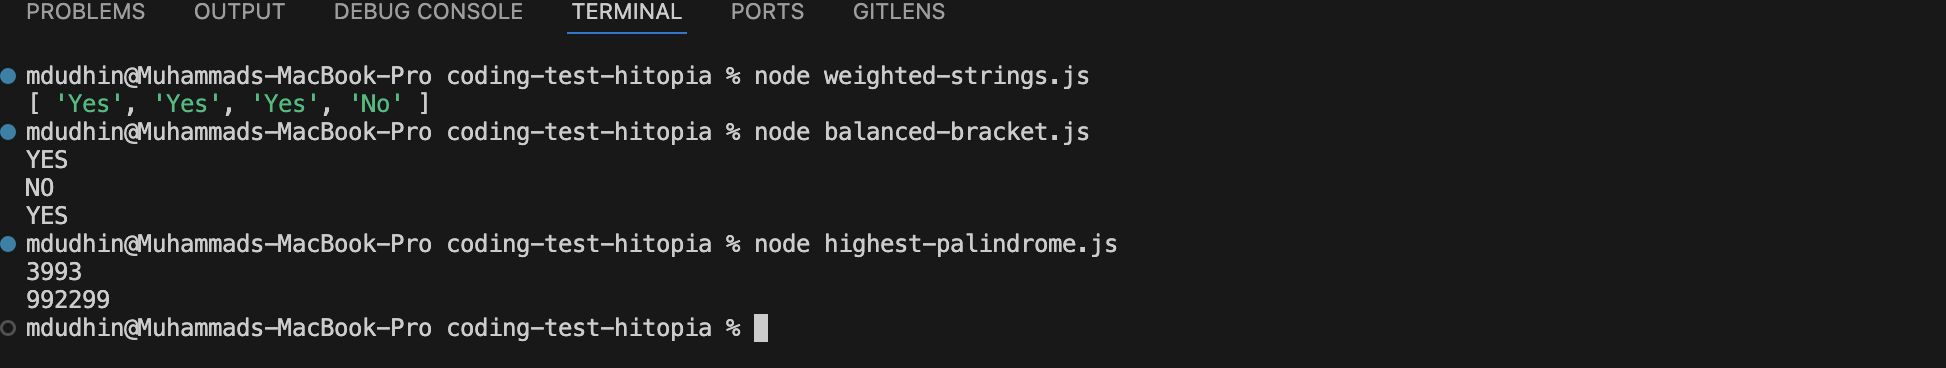 PROBLEMS OUTPUT DEBUG CONSOLE TERMINAL PORTS GITLENS
mdudhin@Muhammads-MacBook-Pro coding-test-hitopia % node weighted-strings.js
[ 'Yes', 'Yes', 'Yes', 'No' ]
mdudhin@Muhammads-MacBook-Pro coding-test-hitopia % node balanced-bracket.js
YES
NO
YES
mdudhin@Muhammads-MacBook-Pro coding-test-hitopia % node highest-palindrome.js
3993
992299
mdudhin@Muhammads-MacBook-Pro coding-test-hitopia %